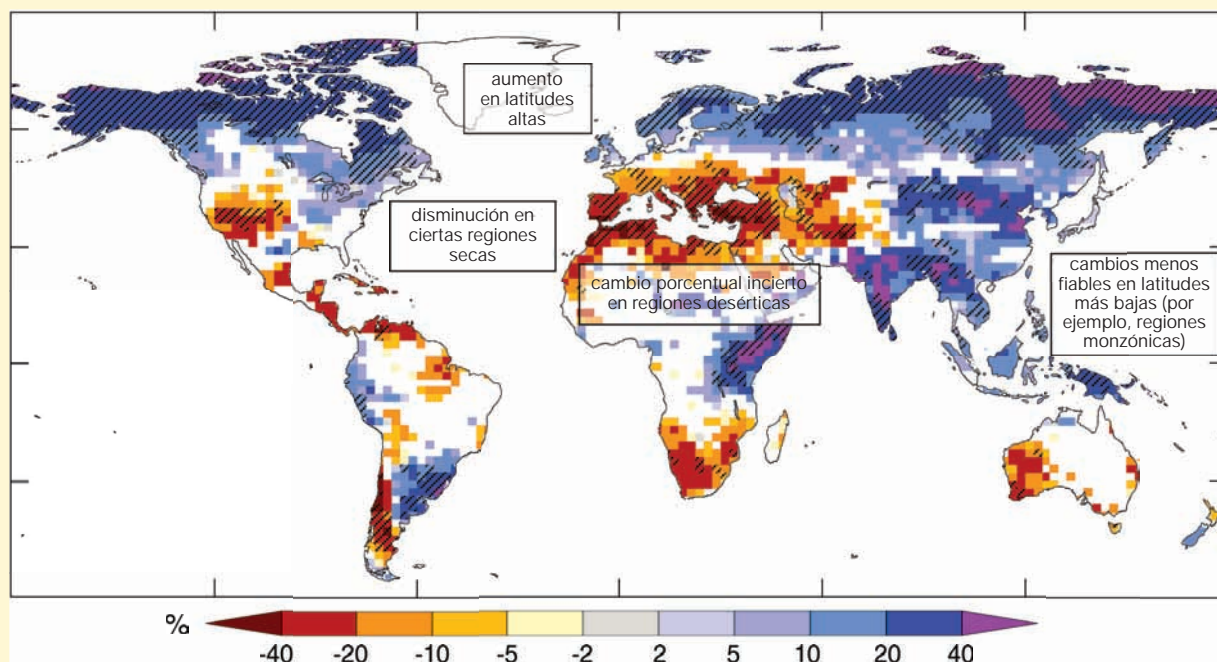 aumento
en latitudes
altas
disminución en
ciertas regiones
secas
cambio porcentual incierto
en regiones desérticas
cambios menos
fiables en latitudes
más bajas (por
ejemplo, regiones
monzónicas)
%
-40 -20 -10 -5 -2 2 5 10 20 40